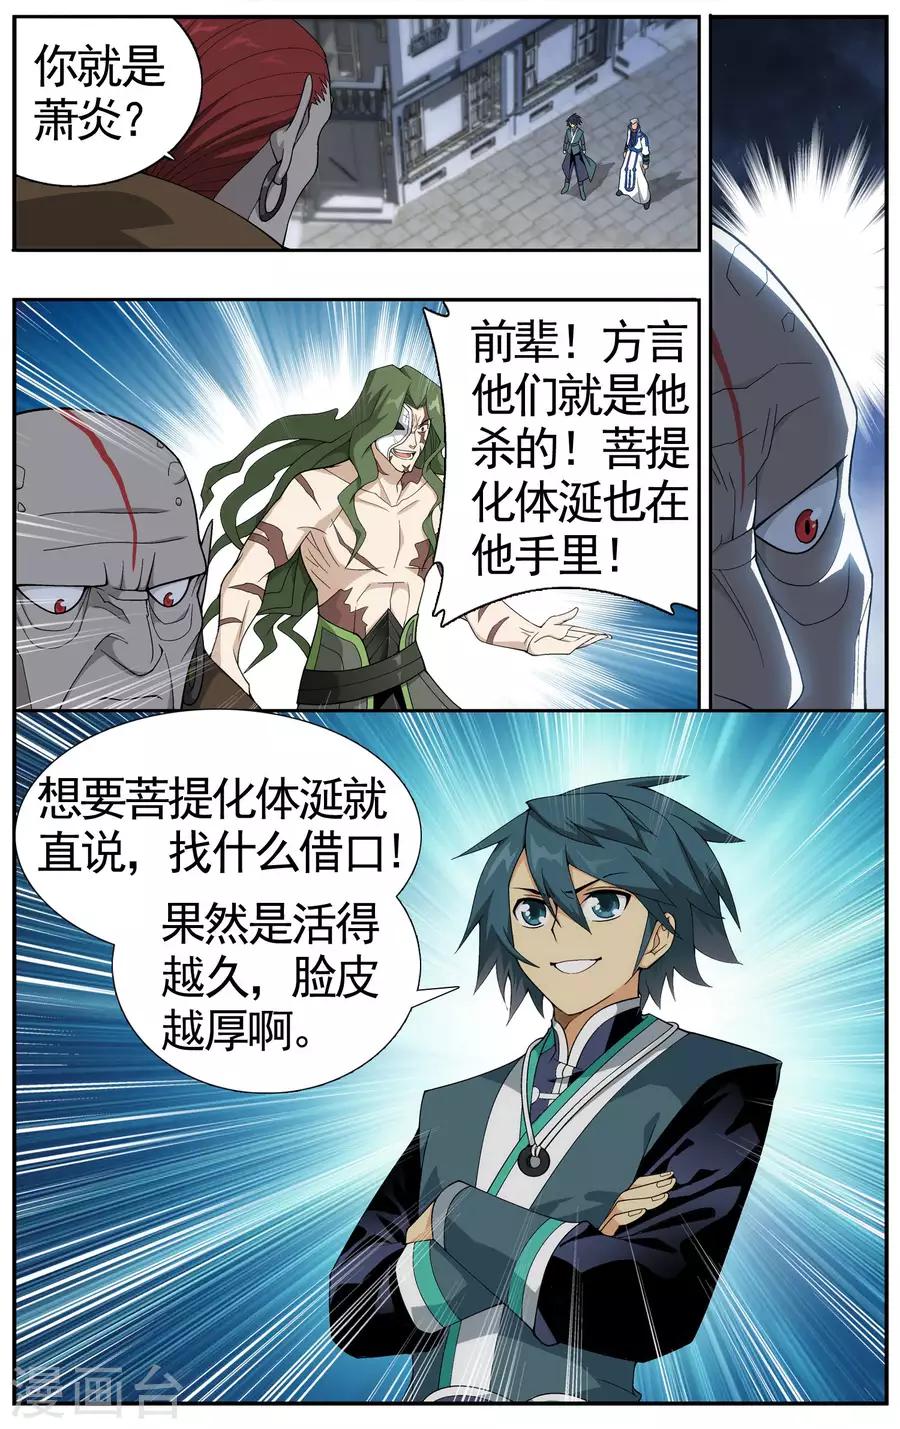 你就是
萧炎？
前辈！方言
他们就是他
杀的！菩提
化体涎也在
他手里！
想要菩提化体涎就
直说，找什么借口！
果然是活得
越久，脸皮
越厚啊。
漫画台